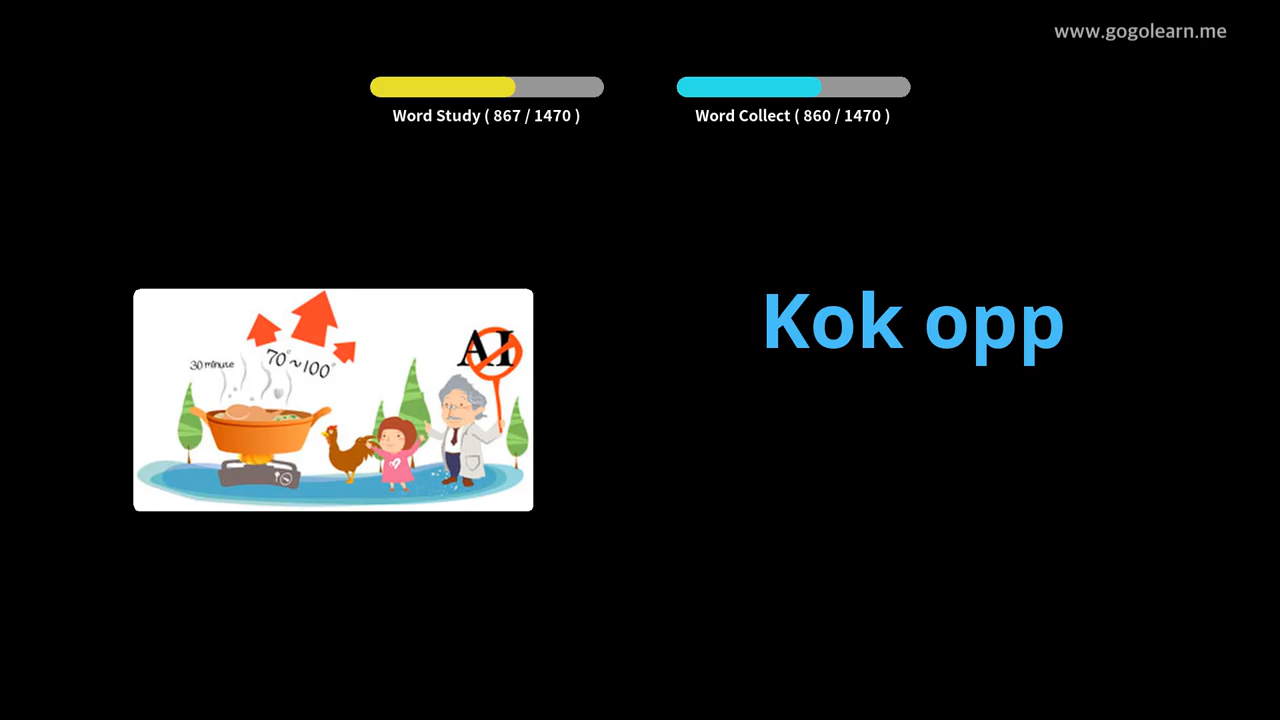 www.gogolearn.me
Word Study ( 867 / 1470 )
Word Collect ( 860 / 1470 )
30 minute
70°~100°
AI
Kok opp